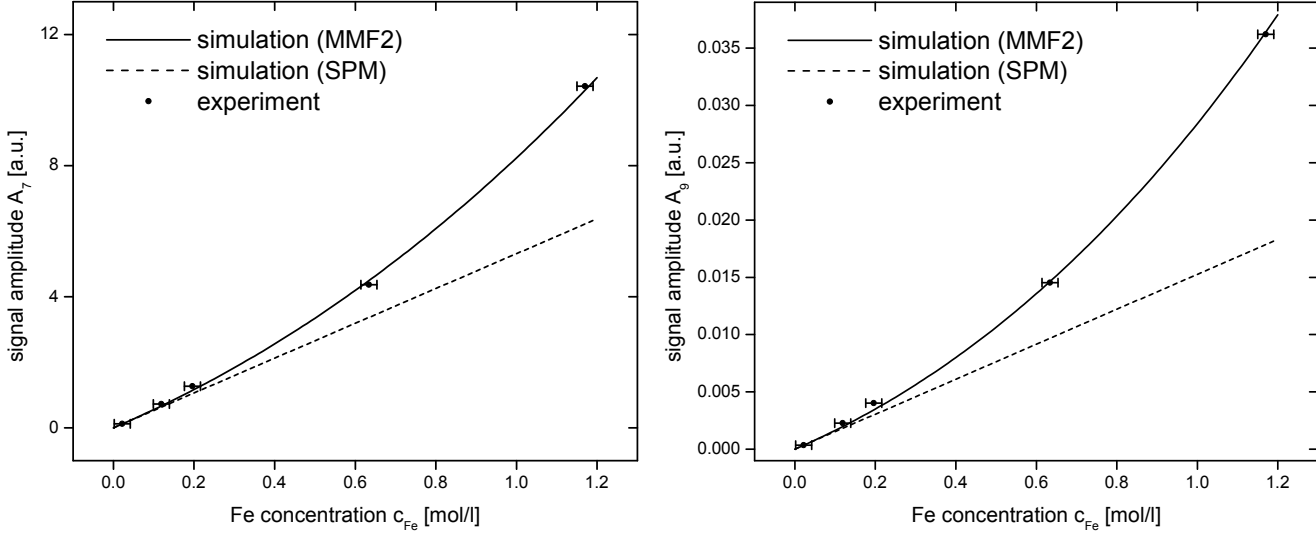 12
8
4
0
signal amplitude A7 [a.u.]
simulation (MMF2)
simulation (SPM)
experiment
0.0 0.2 0.4 0.6 0.8 1.0 1.2
Fe concentration cFe [mol/l]
0.035
0.030
0.025
0.020
0.015
0.010
0.005
0.000
signal amplitude A9 [a.u.]
simulation (MMF2)
simulation (SPM)
experiment
0.0 0.2 0.4 0.6 0.8 1.0 1.2
Fe concentration cFe [mol/l]